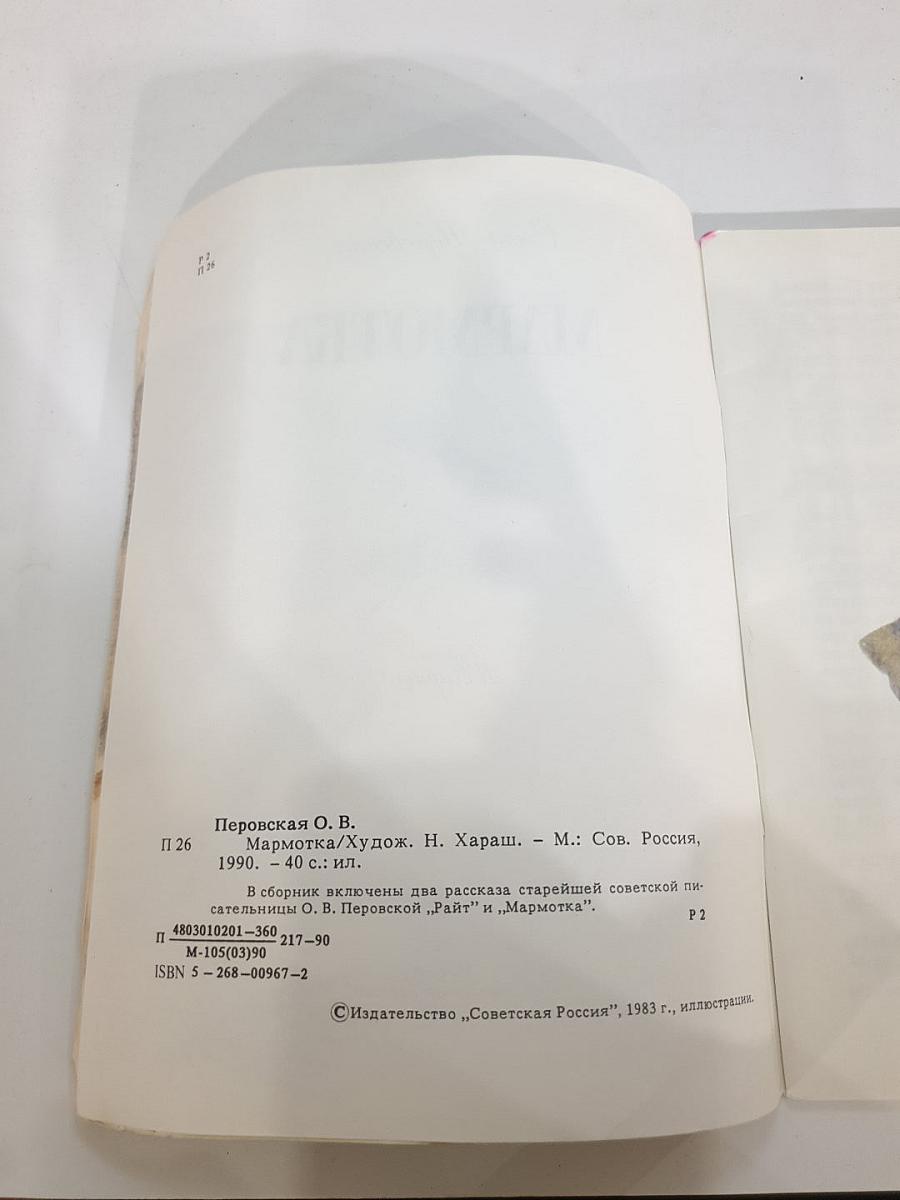 Р 2
П 26
Перовская О. В.
П 26 Мармотка/Худож. Н. Хараш. – М.: Сов. Россия,
1990. – 40 с.: ил.
В сборник включены два рассказа старейшей советской пи-
сательницы О. В. Перовской „Райт” и „Мармотка”.
Р 2
П 4803010201–360 217–90
М-105(03)90
ISBN 5 – 268 –00967–2
©Издательство „Советская Россия”, 1983 г., иллюстрации.